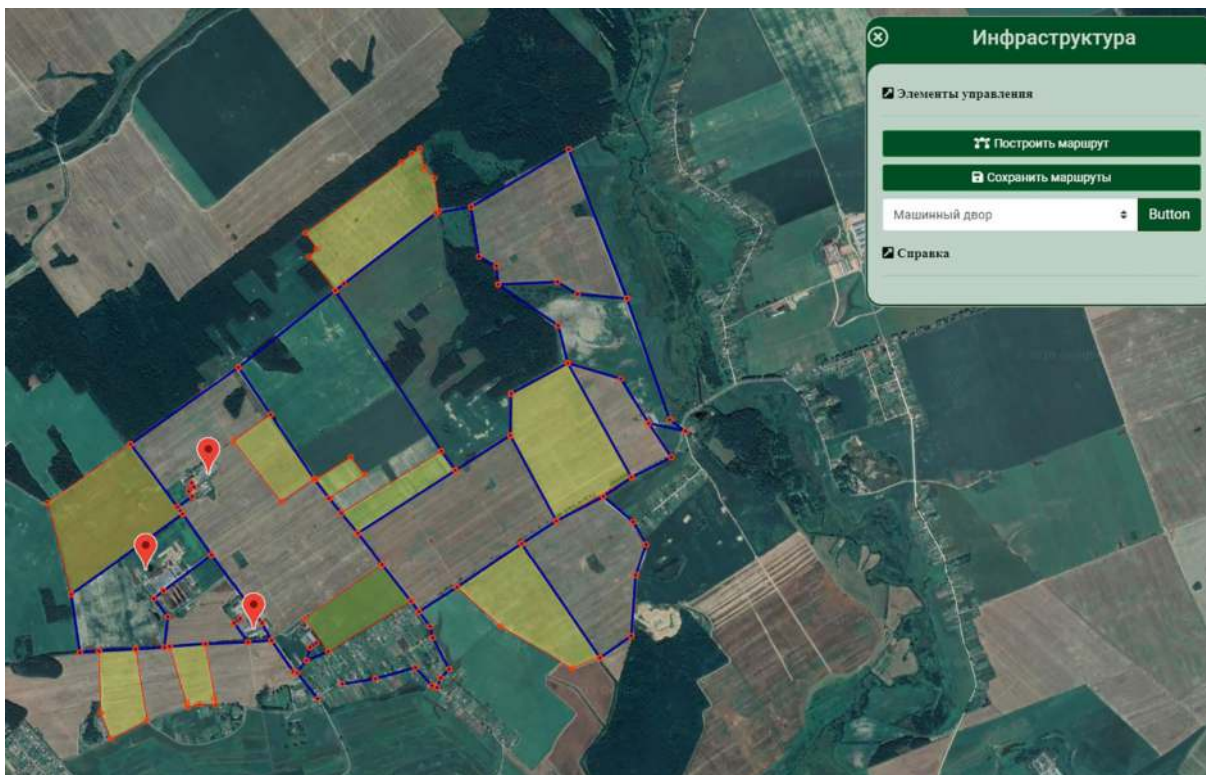 Инфраструктура
Элементы управления
Построить маршрут
Сохранить маршруты
Машинный двор
Button
Справка